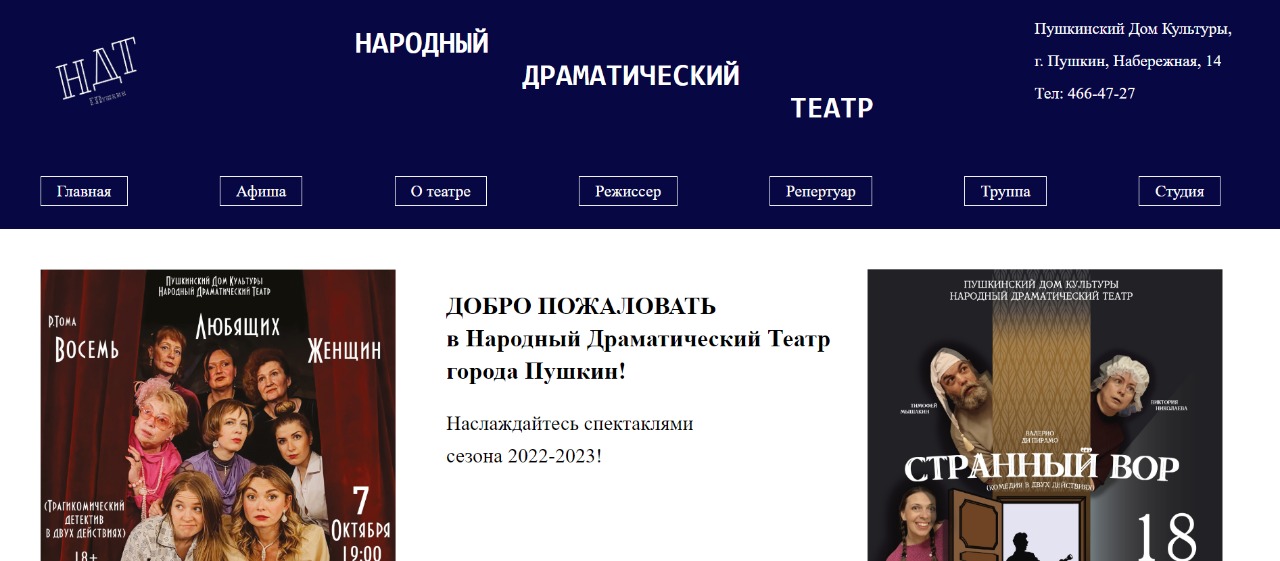 НДТ
г.Пушкин
НАРОДНЫЙ
ДРАМАТИЧЕСКИЙ
ТЕАТР
Пушкинский Дом Культуры,
г. Пушкин, Набережная, 14
Тел: 466-47-27
Главная
Афиша
О театре
Режиссер
Репертуар
Труппа
Студия
Пушкинский Дом Культуры
Народный Драматический Театр
Р.Тома
Восемь
Любящих
Женщин
(Трагикомический
детектив
в двух действиях)
18+
7
Октября
19:00
ДОБРО ПОЖАЛОВАТЬ
в Народный Драматический Театр
города Пушкин!
Наслаждайтесь спектаклями
сезона 2022-2023!
ПУШКИНСКИЙ ДОМ КУЛЬТУРЫ
НАРОДНЫЙ ДРАМАТИЧЕСКИЙ ТЕАТР
ТИМОФЕЙ
МЫШАКИН
ВИКТОРИЯ
НИКОЛАЕВА
ВАЛЕРИО
ДИ ПИРАМО
СТРАННЫЙ ВОР
(КОМЕДИЯ В ДВУХ ДЕЙСТВИЯХ)
18